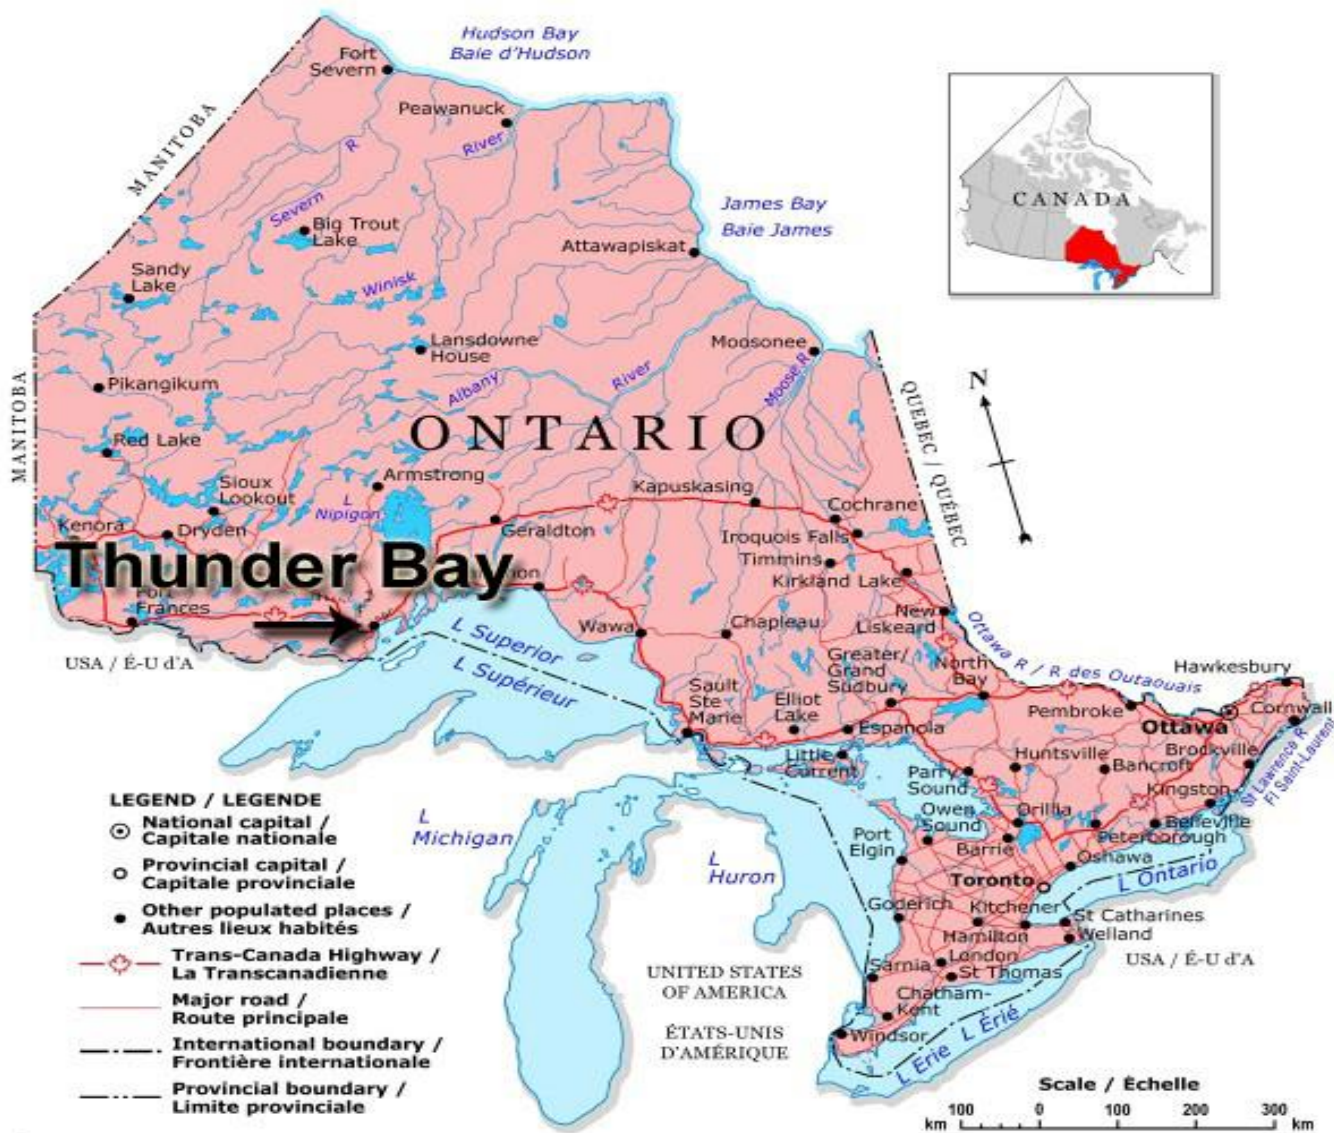 Hudson Bay
Baie d'Hudson
Fort
Severn
Peawanuck
MANITOBA
River
R
Severn
James Bay
Baie James
CANADA
Big Trout
Lake
Attawapiskat
Sandy
Lake
Winisk
Lansdowne
House
Moosonee
MANITOBA
Pikangikum
Albany
River
Moose R
QUEBEC / QUÉBEC
N
ONTARIO
Red Lake
Armstrong
Sioux
Lookout
L
Nipigon
Kapuskasing
Cochrane
Kenora
Dryden
Geraldton
Iroquois Falls
Thunder Bay
Timmins
Kirkland Lake
Frances
New
Liskeard
Wawa
Chapleau
L Superior
L Supérieur
USA / É-U d'A
Ottawa R / R des Outaouais
Greater/
Grand
Sudbury
North
Bay
Hawkesbury
Sault
Ste
Marie
Elliot
Lake
Espanola
Pembroke
Ottawa
Cornwall
Little
Current
Huntsville
Bancroft
Brockville
St Lawrence R
Fl Saint-Laurent
Parry
Sound
Kingston
Owen
Sound
Orillia
Belleville
Peterborough
Port
Elgin
Barrie
Oshawa
L
Michigan
L
Huron
Toronto
L Ontario
Goderich
Kitchener
St Catharines
Hamilton
Welland
London
USA / É-U d'A
Sarnia
St Thomas
UNITED STATES
OF AMERICA
Chatham-
Kent
ÉTATS-UNIS
D'AMÉRIQUE
Windsor
L Erie L Érié
LEGEND / LEGENDE
National capital /
Capitale nationale
Provincial capital /
Capitale provinciale
Other populated places /
Autres lieux habités
Trans-Canada Highway /
La Transcanadienne
Major road /
Route principale
International boundary /
Frontière internationale
Provincial boundary /
Limite provinciale
Scale / Échelle
100 0 100 200 300
km km